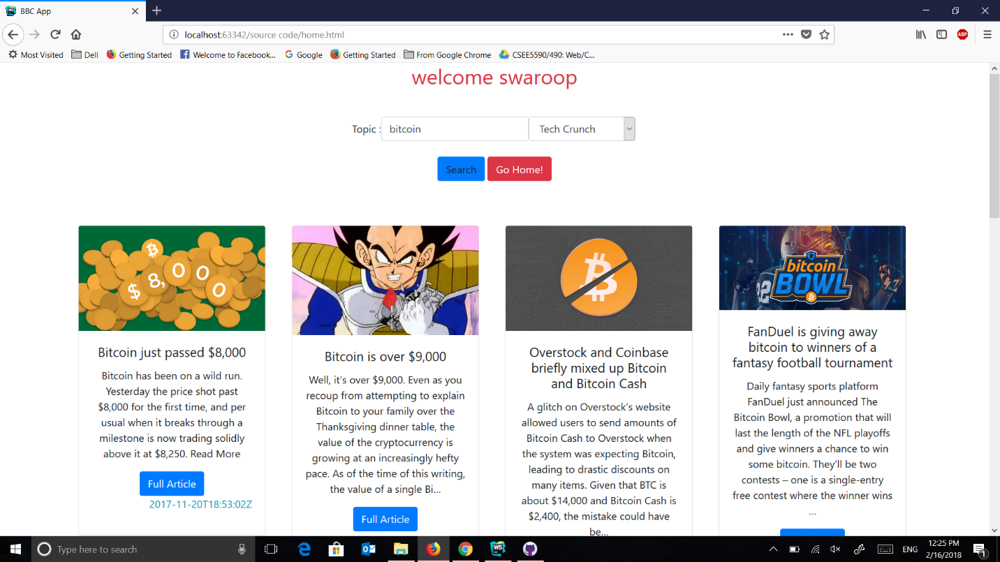 BBC App
localhost:63342/source code/home.html
ABP
Most Visited Dell Getting Started Welcome to Facebook... Google Getting Started From Google Chrome CSEE5590/490: Web/C...
welcome swaroop
Topic : bitcoin Tech Crunch
Search Go Home!
$8,000
bitcoin
BOWL
Bitcoin just passed $8,000
Bitcoin has been on a wild run.
Yesterday the price shot past
$8,000 for the first time, and per
usual when it breaks through a
milestone is now trading solidly
above it at $8,250. Read More
Full Article
2017-11-20T18:53:02Z
Bitcoin is over $9,000
Well, it’s over $9,000. Even as you
recoup from attempting to explain
Bitcoin to your family over the
Thanksgiving dinner table, the
value of the cryptocurrency is
growing at an increasingly hefty
pace. As of the time of this writing,
the value of a single Bi...
Full Article
Overstock and Coinbase
briefly mixed up Bitcoin
and Bitcoin Cash
A glitch on Overstock’s website
allowed users to send amounts of
Bitcoin Cash to Overstock when
the system was expecting Bitcoin,
leading to drastic discounts on
many items. Given that BTC is
about $14,000 and Bitcoin Cash is
$2,400, the mistake could have
be...
FanDuel is giving away
bitcoin to winners of a
fantasy football tournament
Daily fantasy sports platform
FanDuel just announced The
Bitcoin Bowl, a promotion that will
last the length of the NFL playoffs
and give winners a chance to win
some bitcoin. They’ll be two
contests – one is a single-entry
free contest where the winner wins
...
Type here to search
WS
ENG
12:25 PM
2/16/2018
1